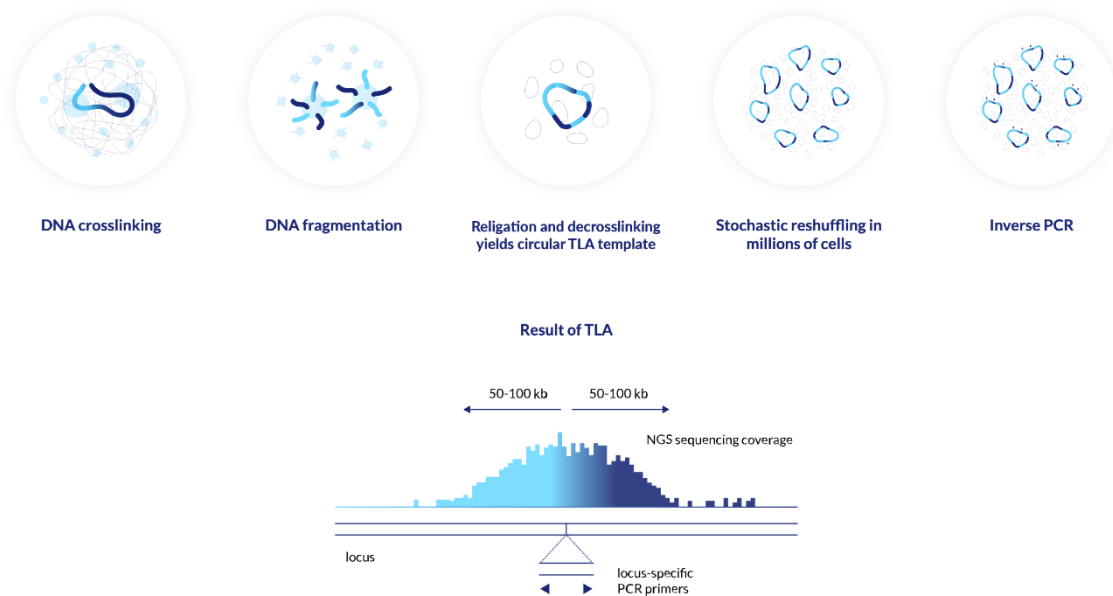 DNA crosslinking
DNA fragmentation
Religation and decrosslinking
yields circular TLA template
Stochastic reshuffling in
millions of cells
Inverse PCR
Result of TLA
50-100 kb
50-100 kb
NGS sequencing coverage
locus
locus-specific
PCR primers